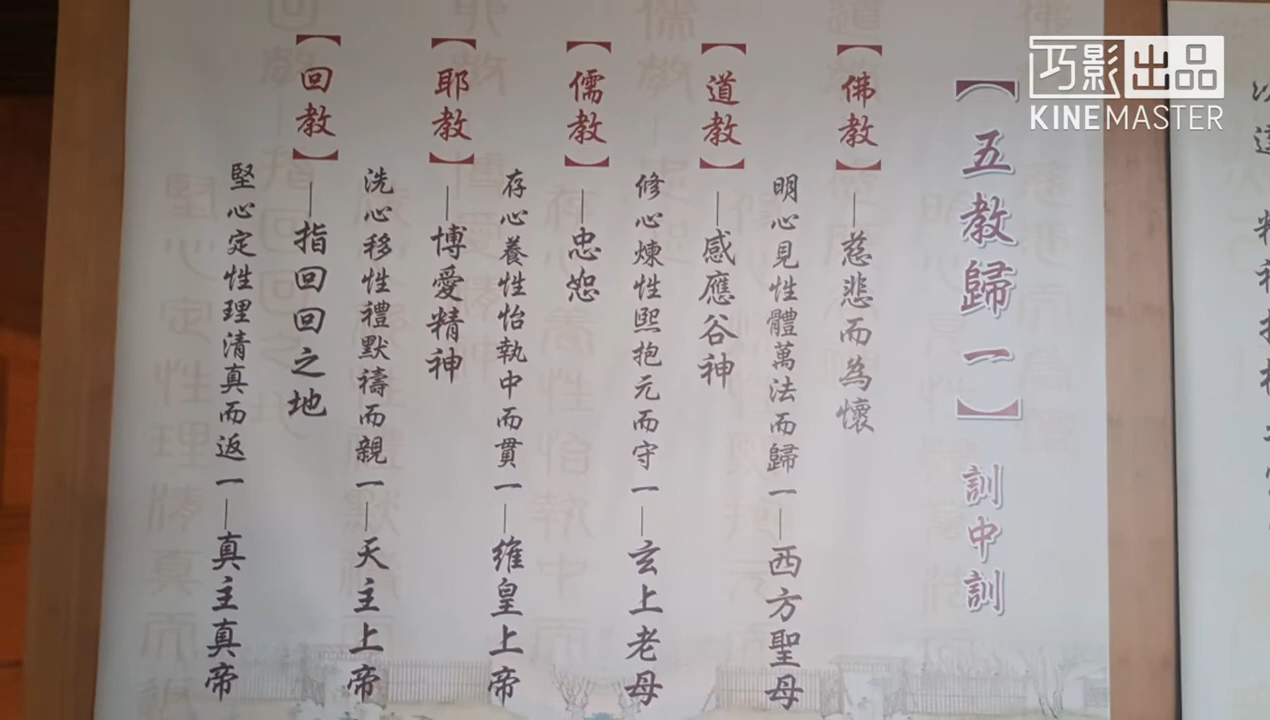 【五教歸一】訓中訓
【佛教】—慈悲而為懷
明心見性體萬法而歸一—西方聖母
【道教】—感應谷神
修心煉性熙抱元而守一—玄上老母
【儒教】—忠恕
存心養性怡執中而貫一—維皇上帝
【耶教】—博愛精神
洗心移性禮默禱而親一—天主上帝
【回教】—指回回之地
堅心定性理清真而返一—真主真帝
巧影出品
KINEMASTER